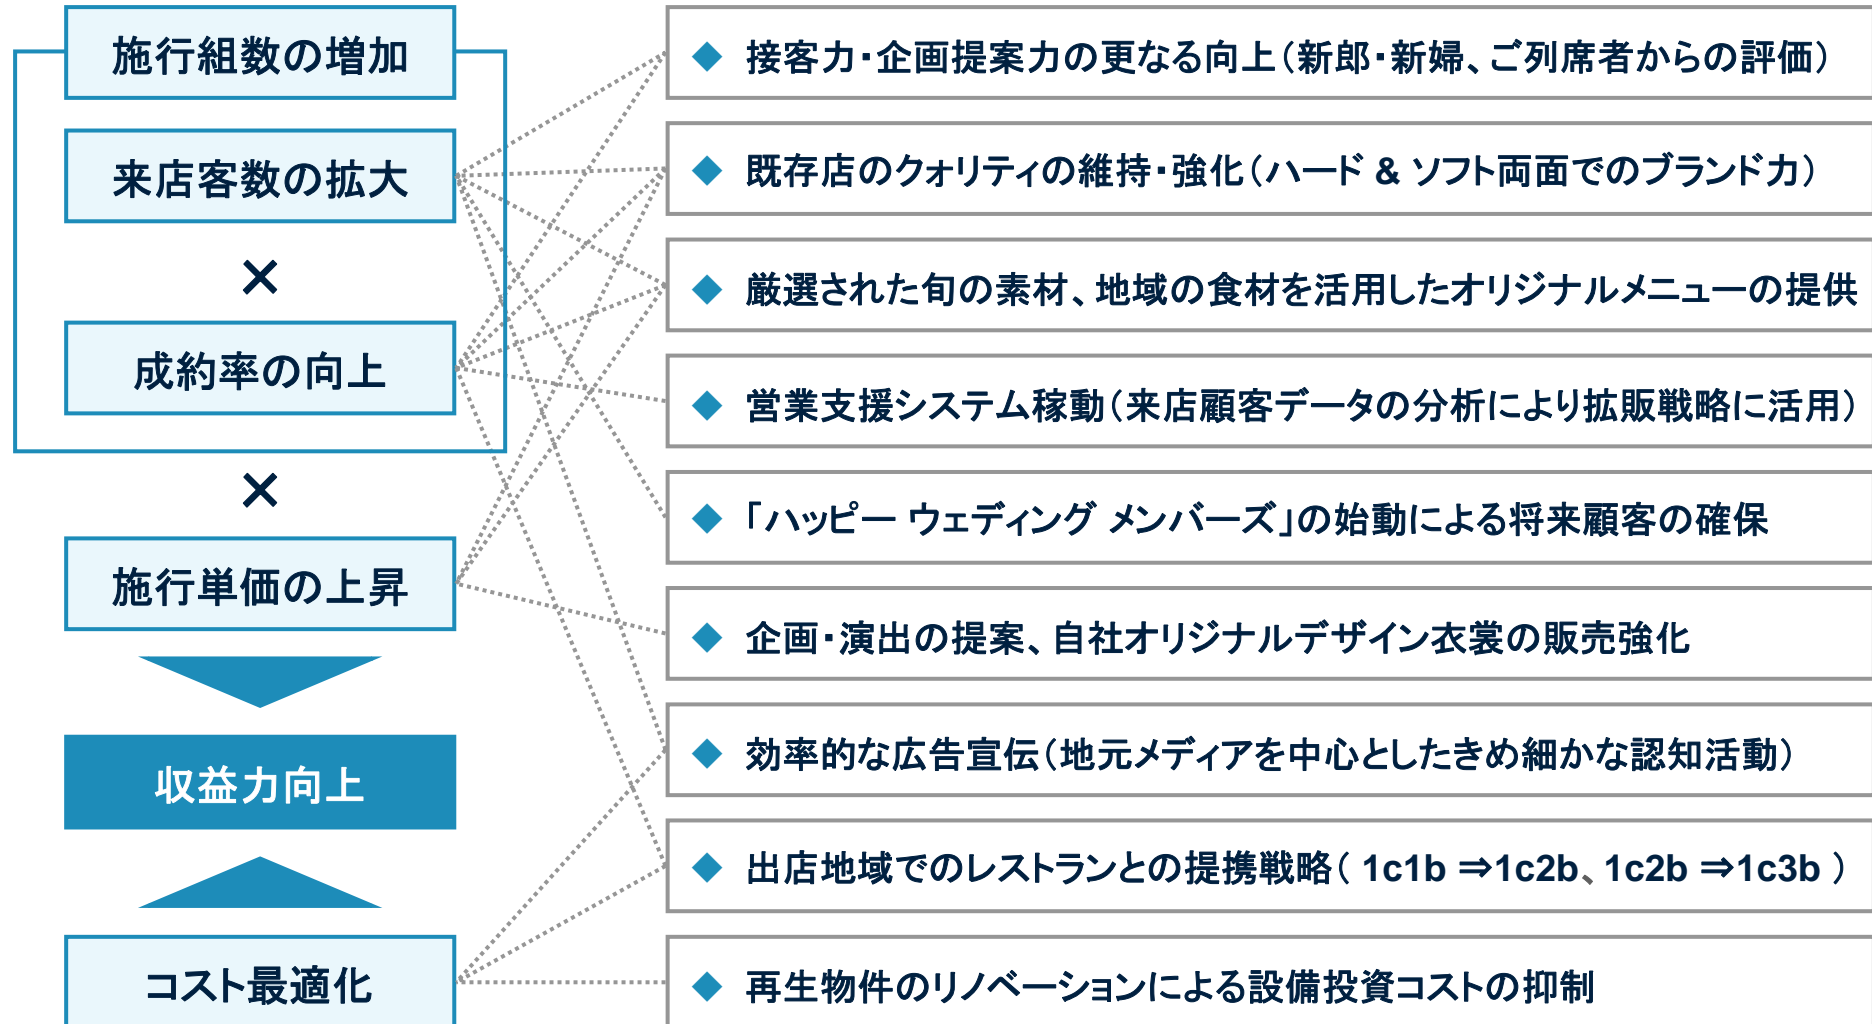 施行組数の増加
来店客数の拡大
×
成約率の向上
×
施行単価の上昇
収益力向上
コスト最適化
◆ 接客力・企画提案力の更なる向上（新郎・新婦、ご列席者からの評価）
◆ 既存店のクォリティの維持・強化（ハード & ソフト両面でのブランド力）
◆ 厳選された旬の素材、地域の食材を活用したオリジナルメニューの提供
◆ 営業支援システム稼動（来店顧客データの分析により拡販戦略に活用）
◆ 「ハッピー ウェディング メンバーズ」の始動による将来顧客の確保
◆ 企画・演出の提案、自社オリジナルデザイン衣裳の販売強化
◆ 効率的な広告宣伝（地元メディアを中心としたきめ細かな認知活動）
◆ 出店地域でのレストランとの提携戦略（ 1c1b ⇒1c2b、1c2b ⇒1c3b ）
◆ 再生物件のリノベーションによる設備投資コストの抑制